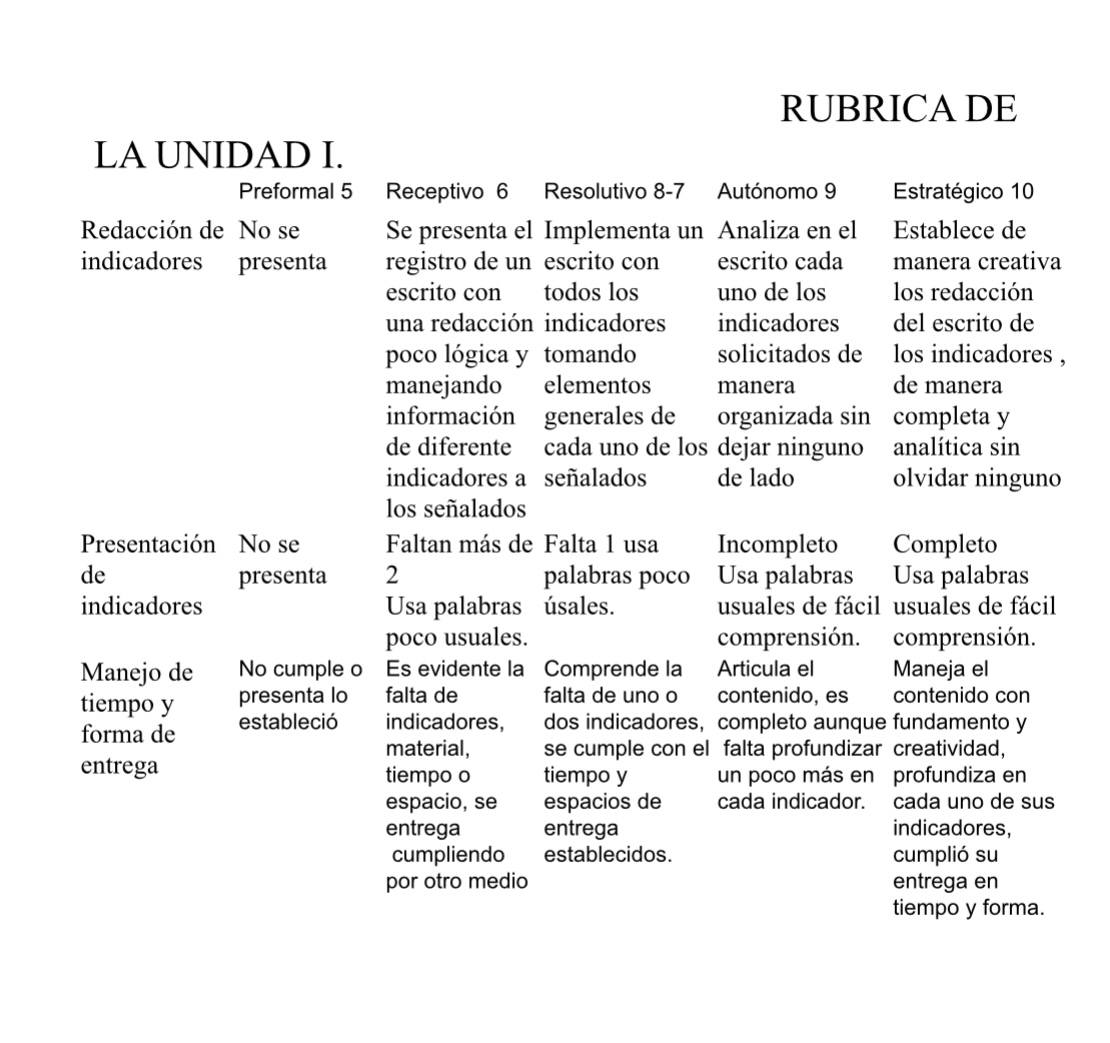 RUBRICA DE
LA UNIDAD I.
Preformal 5
Receptivo 6
Resolutivo 8-7
Autónomo 9
Estratégico 10
Redacción de
indicadores
No se
presenta
Se presenta el
registro de un
escrito con
una redacción
poco lógica y
manejando
información
de diferente
indicadores a
los señalados
Implementa un
escrito con
todos los
indicadores
tomando
elementos
generales de
cada uno de los
señalados
Analiza en el
escrito cada
uno de los
indicadores
solicitados de
manera
organizada sin
dejar ninguno
de lado
Establece de
manera creativa
los redacción
del escrito de
los indicadores ,
de manera
completa y
analítica sin
olvidar ninguno
Presentación
de
indicadores
No se
presenta
Faltan más de
2
Usa palabras
poco usuales.
Falta 1 usa
palabras poco
úsales.
Incompleto
Usa palabras
usuales de fácil
comprensión.
Completo
Usa palabras
usuales de fácil
comprensión.
Manejo de
tiempo y
forma de
entrega
No cumple o
presenta lo
estableció
Es evidente la
falta de
indicadores,
material,
tiempo o
espacio, se
entrega
cumpliendo
por otro medio
Comprende la
falta de uno o
dos indicadores,
se cumple con el
tiempo y
espacios de
entrega
establecidos.
Articula el
contenido, es
completo aunque
falta profundizar
un poco más en
cada indicador.
Maneja el
contenido con
fundamento y
creatividad,
profundiza en
cada uno de sus
indicadores,
cumplió su
entrega en
tiempo y forma.